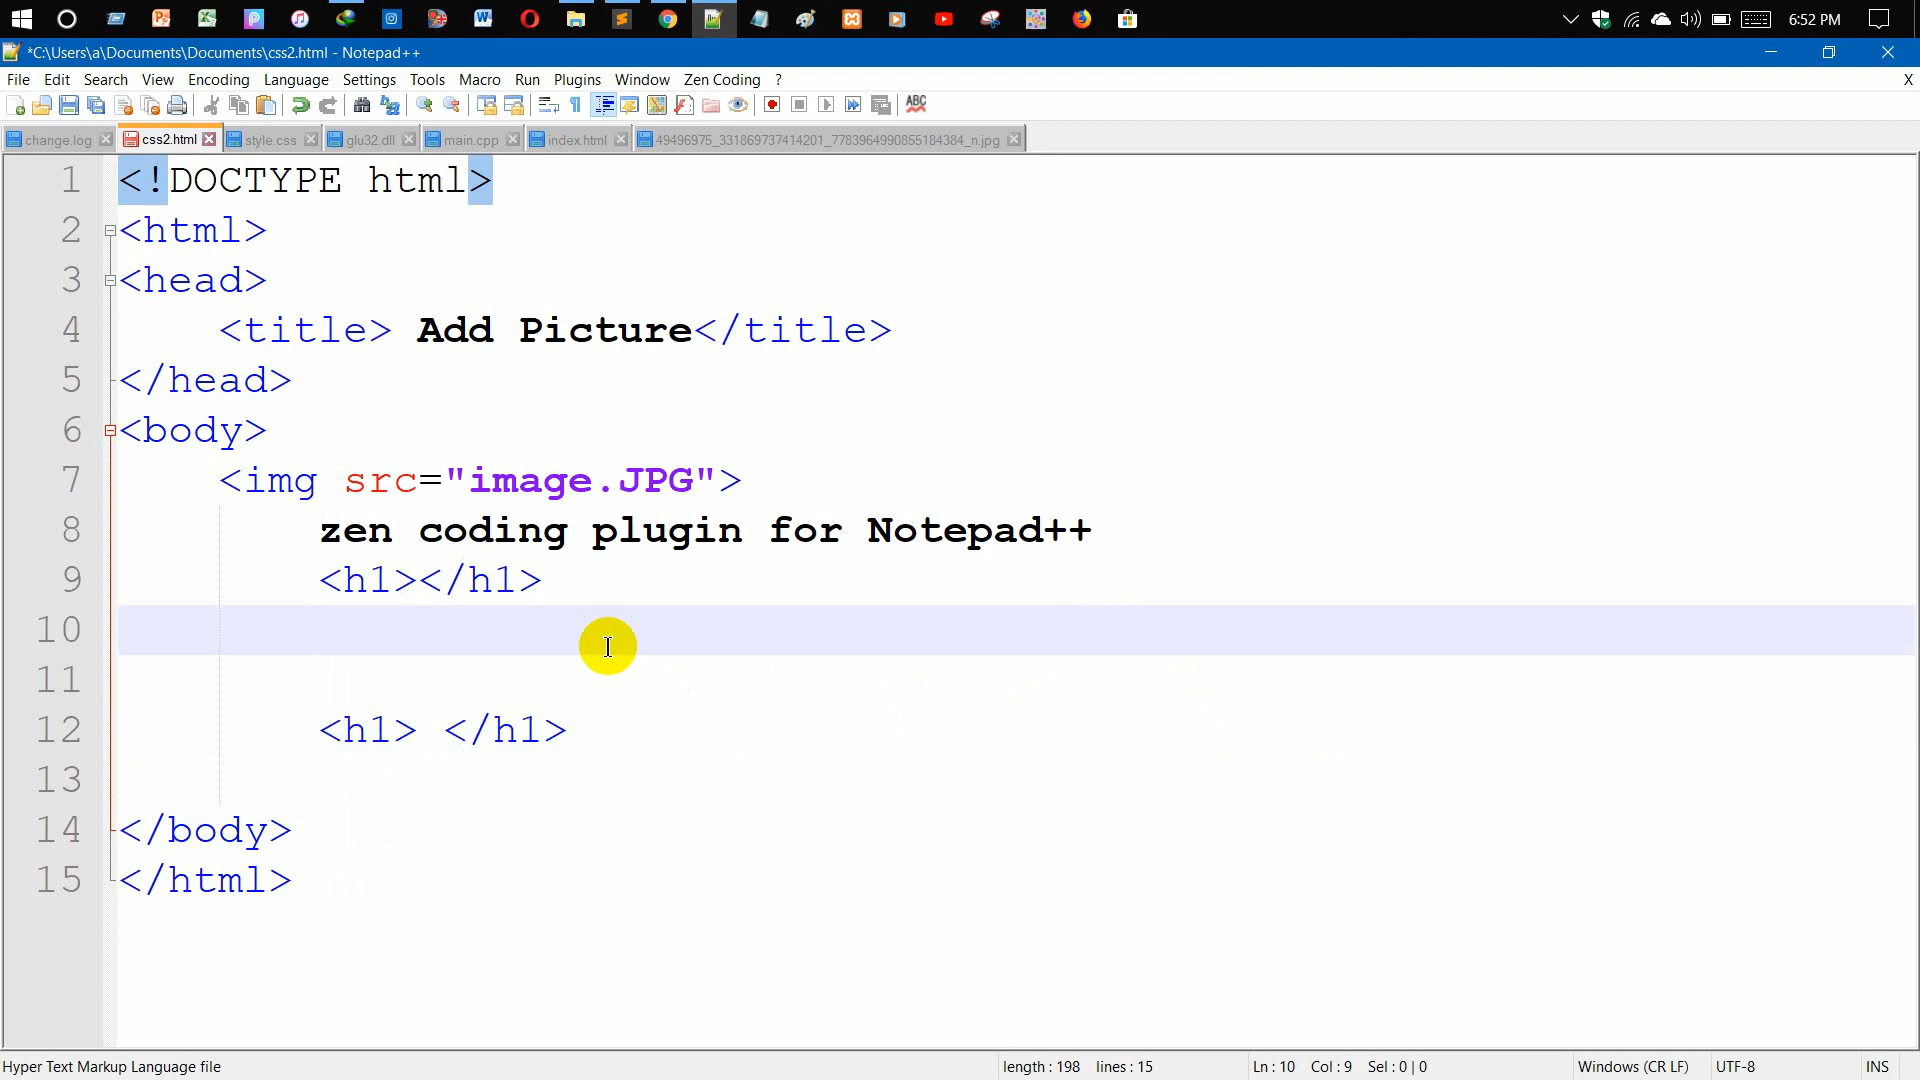 6:52 PM
*C:\Users\a\Documents\Documents\css2.html - Notepad++
File Edit Search View Encoding Language Settings Tools Macro Run Plugins Window Zen Coding ? X
ABC
change.log css2.html style.css glu32.dll main.cpp index.html 49496975_331869737414201_7783964990855184384_n.jpg
1 <!DOCTYPE html>
2 <html>
3 <head>
4 <title> Add Picture</title>
5 </head>
6 <body>
7 <img src="image.JPG">
8 zen coding plugin for Notepad++
9 <h1></h1>
10
11
12 <h1> </h1>
13
14 </body>
15 </html>
Hyper Text Markup Language file length : 198 lines : 15 Ln : 10 Col : 9 Sel : 0 | 0 Windows (CR LF) UTF-8 INS